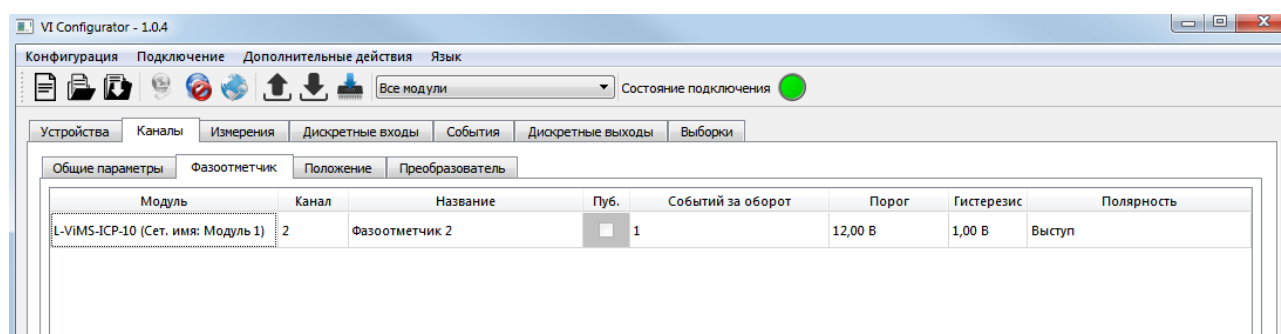 VI Configurator - 1.0.4
Конфигурация Подключение Дополнительные действия Язык
Все модули Состояние подключения
Устройства Каналы Измерения Дискретные входы События Дискретные выходы Выборки
Общие параметры Фазоотметчик Положение Преобразователь
Модуль Канал Название Пуб. Событий за оборот Порог Гистерезис Полярность
L-ViMS-ICP-10 (Сет. имя: Модуль 1) 2 Фазоотметчик 2 1 12,00 В 1,00 В Выступ